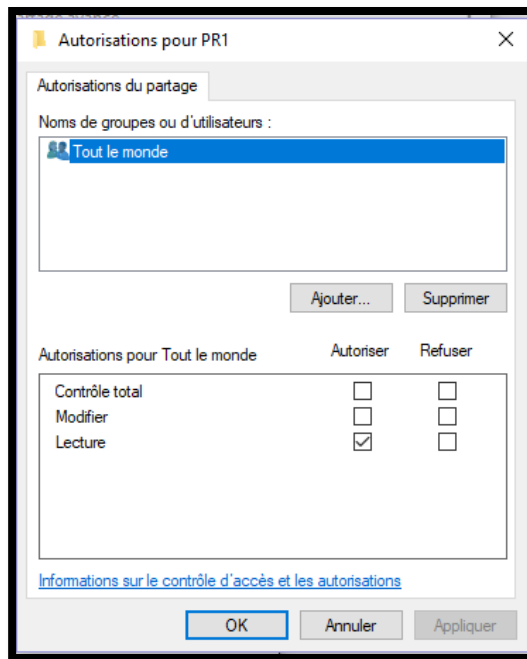 Autorisations pour PR1
Autorisations du partage
Noms de groupes ou d'utilisateurs :
Tout le monde
Ajouter... Supprimer
Autorisations pour Tout le monde Autoriser Refuser
Contrôle total
Modifier
Lecture
Informations sur le contrôle d'accès et les autorisations
OK Annuler Appliquer